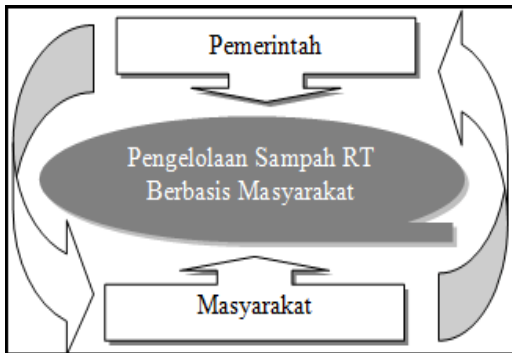 Pemerintah
Pengelolaan Sampah RT
Berbasis Masyarakat
Masyarakat